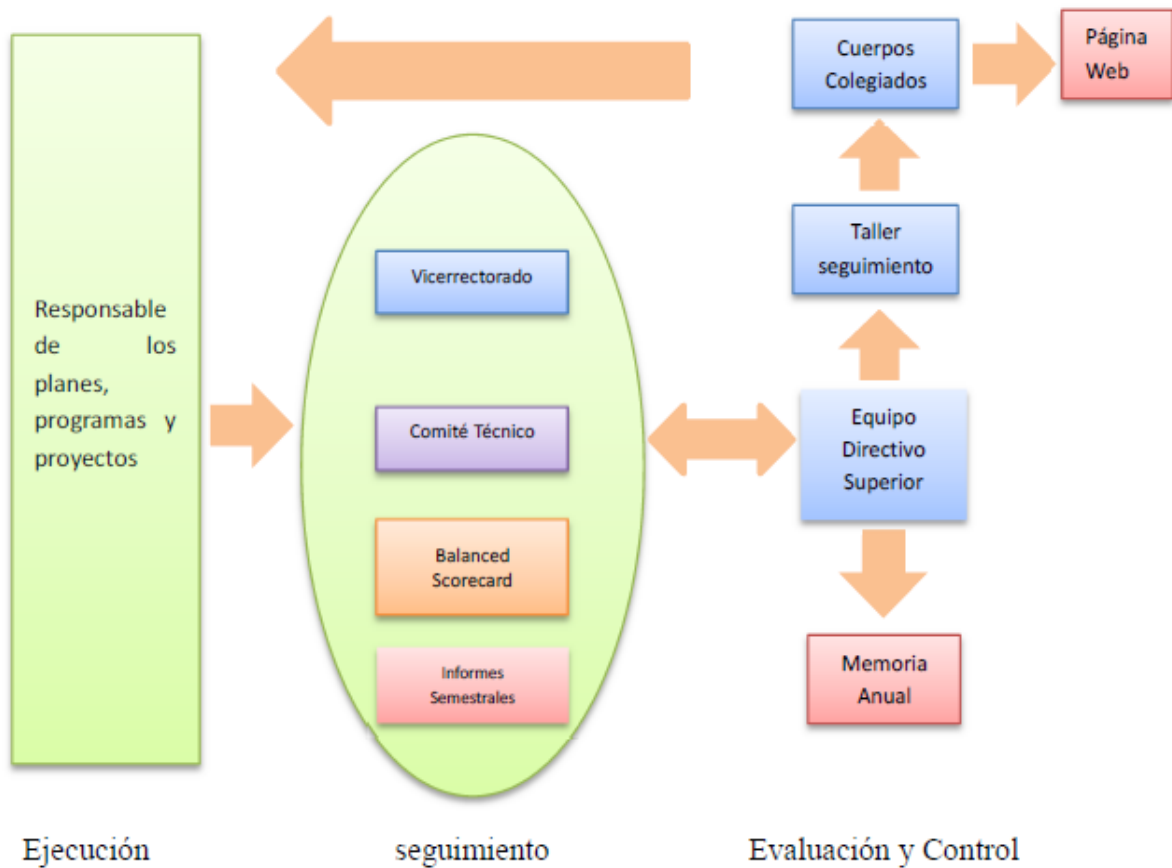 Responsable
de los
planes,
programas y
proyectos
Vicerrectorado
Comité Técnico
Balanced
Scorecard
Informes
Semestrales
Cuerpos
Colegiados
Página
Web
Taller
seguimiento
Equipo
Directivo
Superior
Memoria
Anual
Ejecución
seguimiento
Evaluación y Control